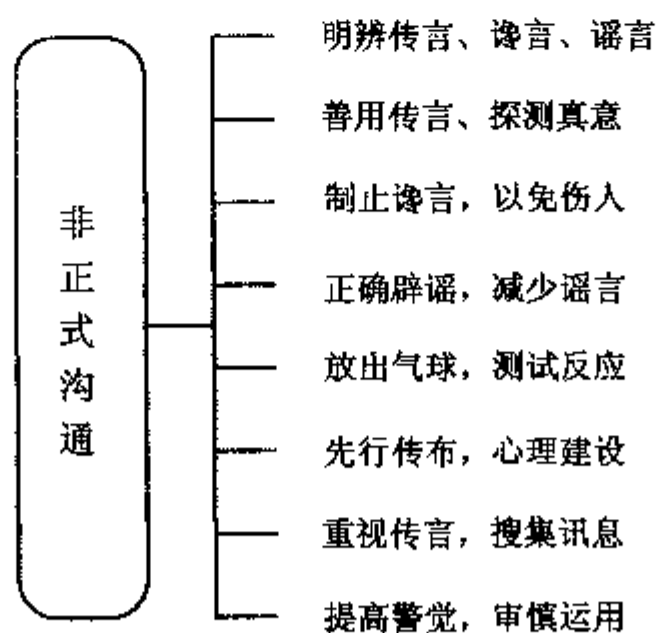 非正式沟通
明辨传言、谗言、谣言
善用传言、探测真意
制止谗言，以免伤人
正确辟谣，减少谣言
放出气球，测试反应
先行传布，心理建设
重视传言，搜集讯息
提高警觉，审慎运用